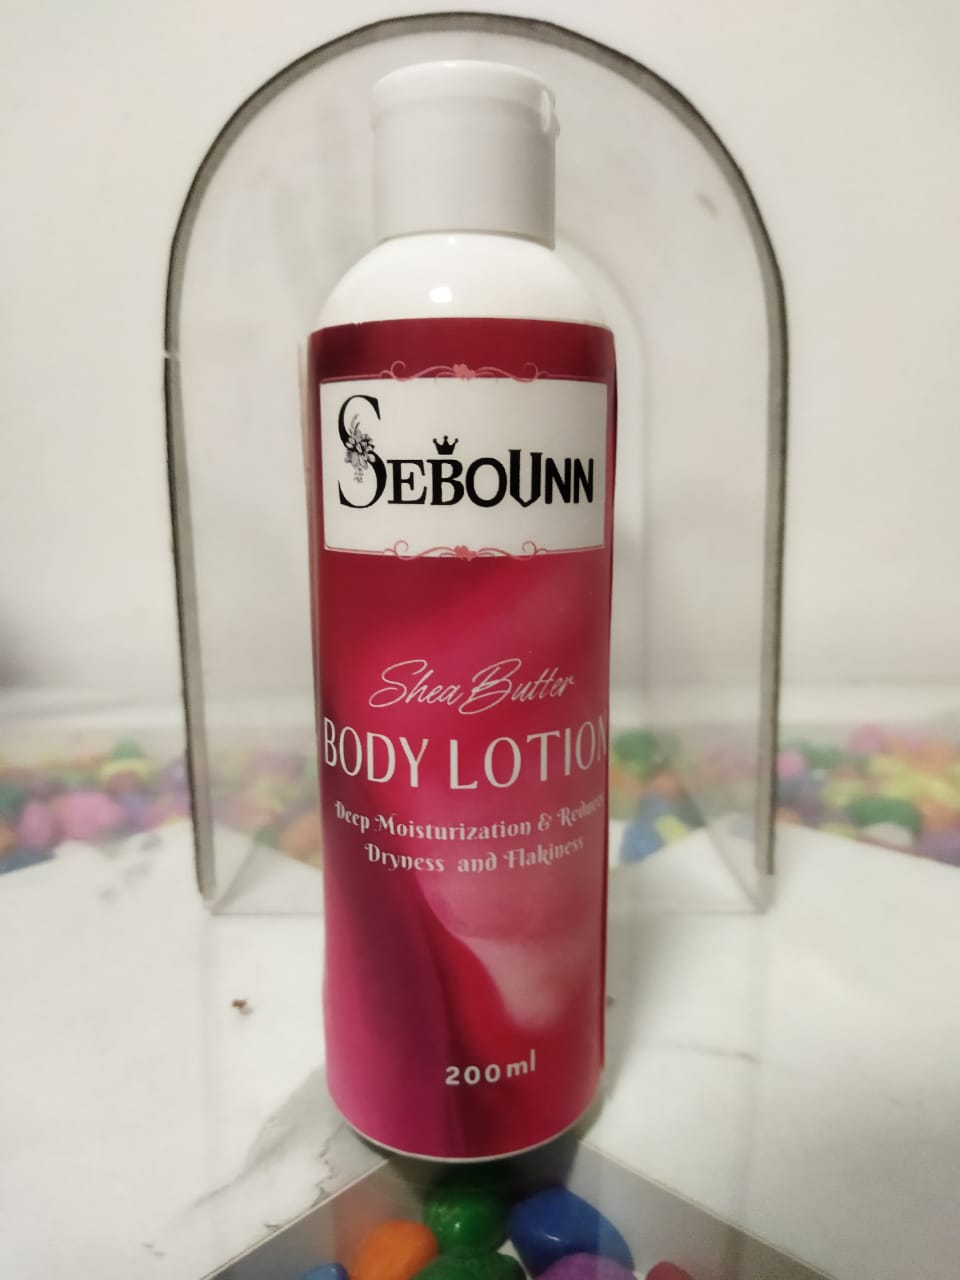 SEBOUNN
Shea Butter
BODY LOTION
Deep Moisturization & Reduces
Dryness and Flakiness
200ml